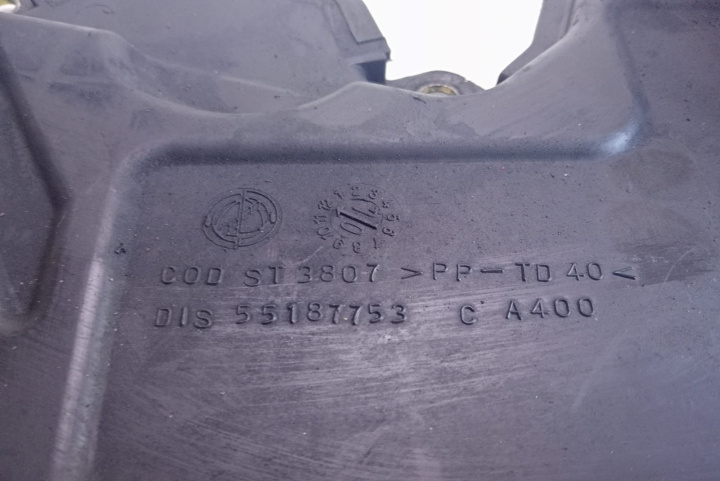 COD ST 3807 >PP-TD 40<
DIS 55187753 C A400